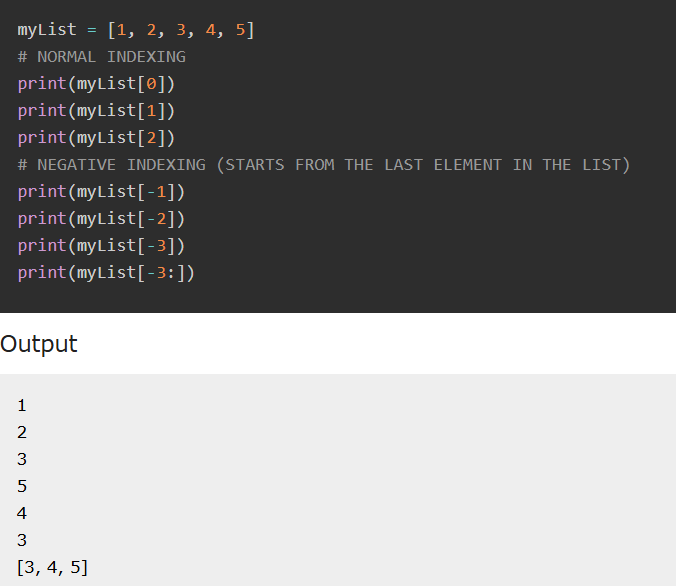 myList = [1, 2, 3, 4, 5]
# NORMAL INDEXING
print(myList[0])
print(myList[1])
print(myList[2])
# NEGATIVE INDEXING (STARTS FROM THE LAST ELEMENT IN THE LIST)
print(myList[-1])
print(myList[-2])
print(myList[-3])
print(myList[-3:])
Output
1
2
3
5
4
3
[3, 4, 5]